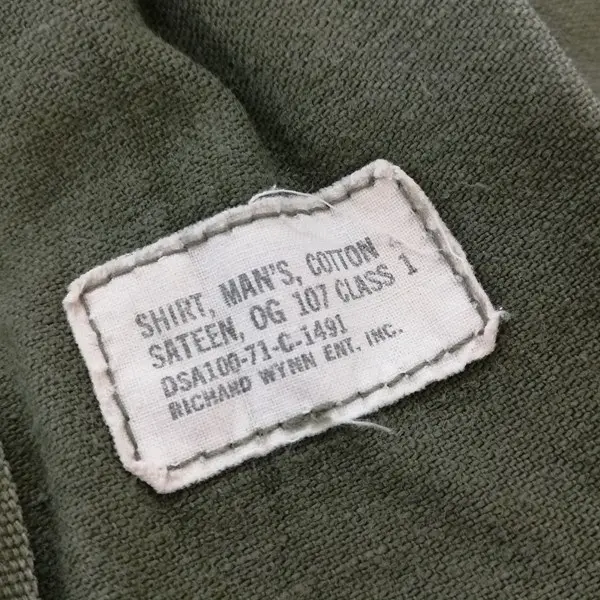 SHIRT, MAN'S, COTTON
SATEEN, OG 107 CLASS 1
DSA100-71-C-1491
RICHARD WYNN ENT. INC.